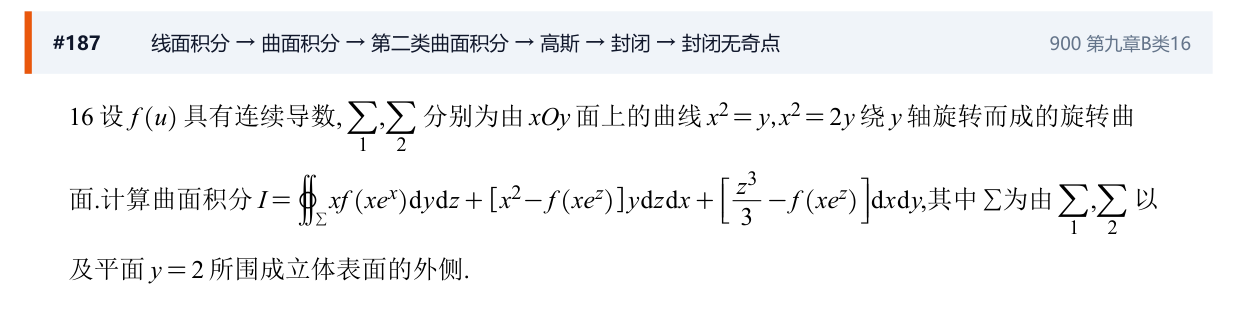 #187 线面积分 → 曲面积分 → 第二类曲面积分 → 高斯 → 封闭 → 封闭无奇点 900 第九章B类16
16 设 f(u) 具有连续导数,∑₁,∑₂ 分别为由 xOy 面上的曲线 x²=y,x²=2y 绕 y 轴旋转而成的旋转曲
面.计算曲面积分 I=∯_Σ xf(xeˣ)dydz+[x²−f(xeᶻ)]ydzdx+[z³/3−f(xeᶻ)]dxdy,其中 Σ为由 ∑₁,∑₂ 以
及平面 y=2 所围成立体表面的外侧.